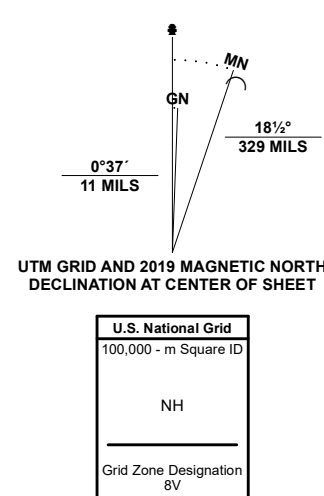 MN
GN
18½°
329 MILS
0°37´
11 MILS
UTM GRID AND 2019 MAGNETIC NORTH
DECLINATION AT CENTER OF SHEET
U.S. National Grid
100,000 - m Square ID
NH
Grid Zone Designation
8V